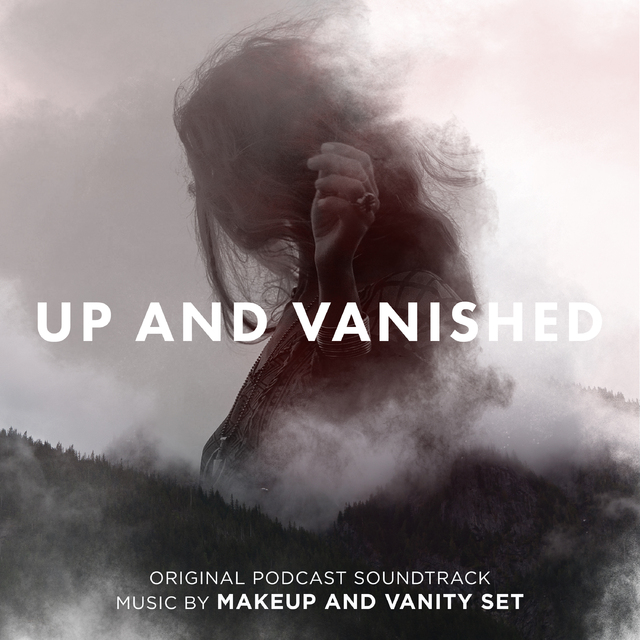 UP AND VANISHED
ORIGINAL PODCAST SOUNDTRACK
MUSIC BY MAKEUP AND VANITY SET